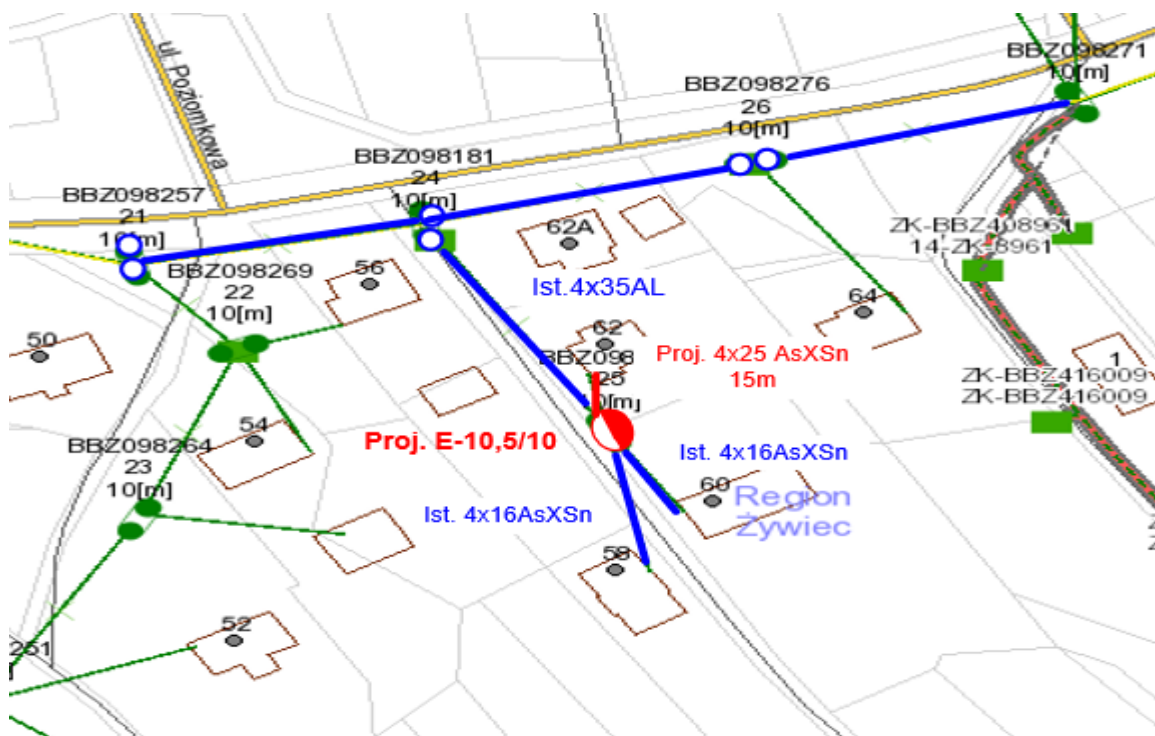 ul. Poziomkowa
BBZ098271
10[m]
BBZ098276
26
10[m]
BBZ098181
24
10[m]
BBZ098257
21
10[m]
62A
ZK-BBZ408961
14-ZK-8961
BBZ098269
22
10[m]
56
Ist.4x35AL
64
62
50
BBZ098
25
Proj. 4x25 AsXSn
15m
1
ZK-BBZ416009
ZK-BBZ416009
54
BBZ098264
23
10[m]
Proj. E-10,5/10
Ist. 4x16AsXSn
60
Region
Żywiec
Ist. 4x16AsXSn
58
52
251